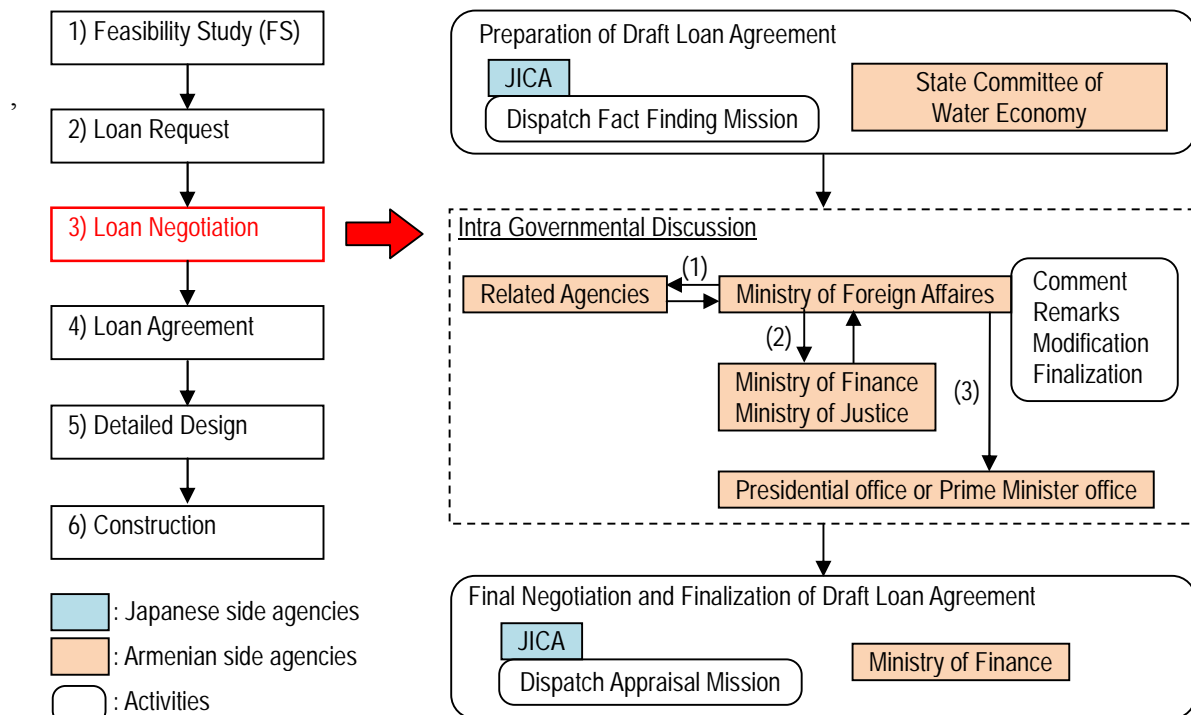 1) Feasibility Study (FS)
,
2) Loan Request
3) Loan Negotiation
4) Loan Agreement
5) Detailed Design
6) Construction
: Japanese side agencies
: Armenian side agencies
: Activities
Preparation of Draft Loan Agreement
JICA
Dispatch Fact Finding Mission
State Committee of
Water Economy
Intra Governmental Discussion
(1)
Related Agencies
Ministry of Foreign Affaires
Comment
Remarks
Modification
Finalization
(2)
Ministry of Finance
Ministry of Justice
(3)
Presidential office or Prime Minister office
Final Negotiation and Finalization of Draft Loan Agreement
JICA
Dispatch Appraisal Mission
Ministry of Finance